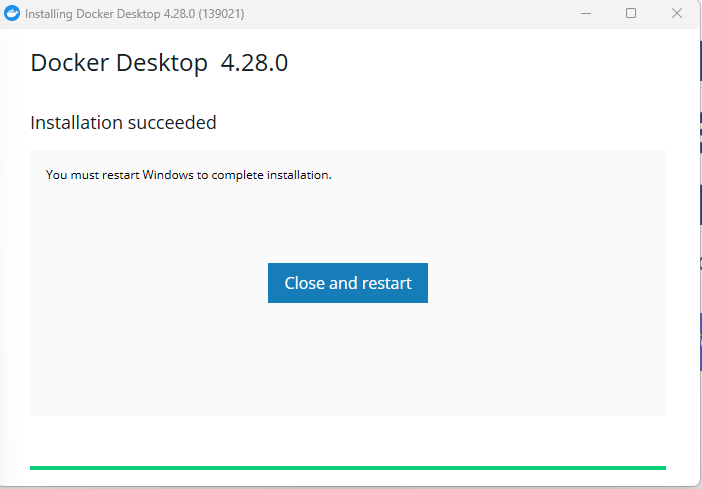 Installing Docker Desktop 4.28.0 (139021)
Docker Desktop 4.28.0
Installation succeeded
You must restart Windows to complete installation.
Close and restart